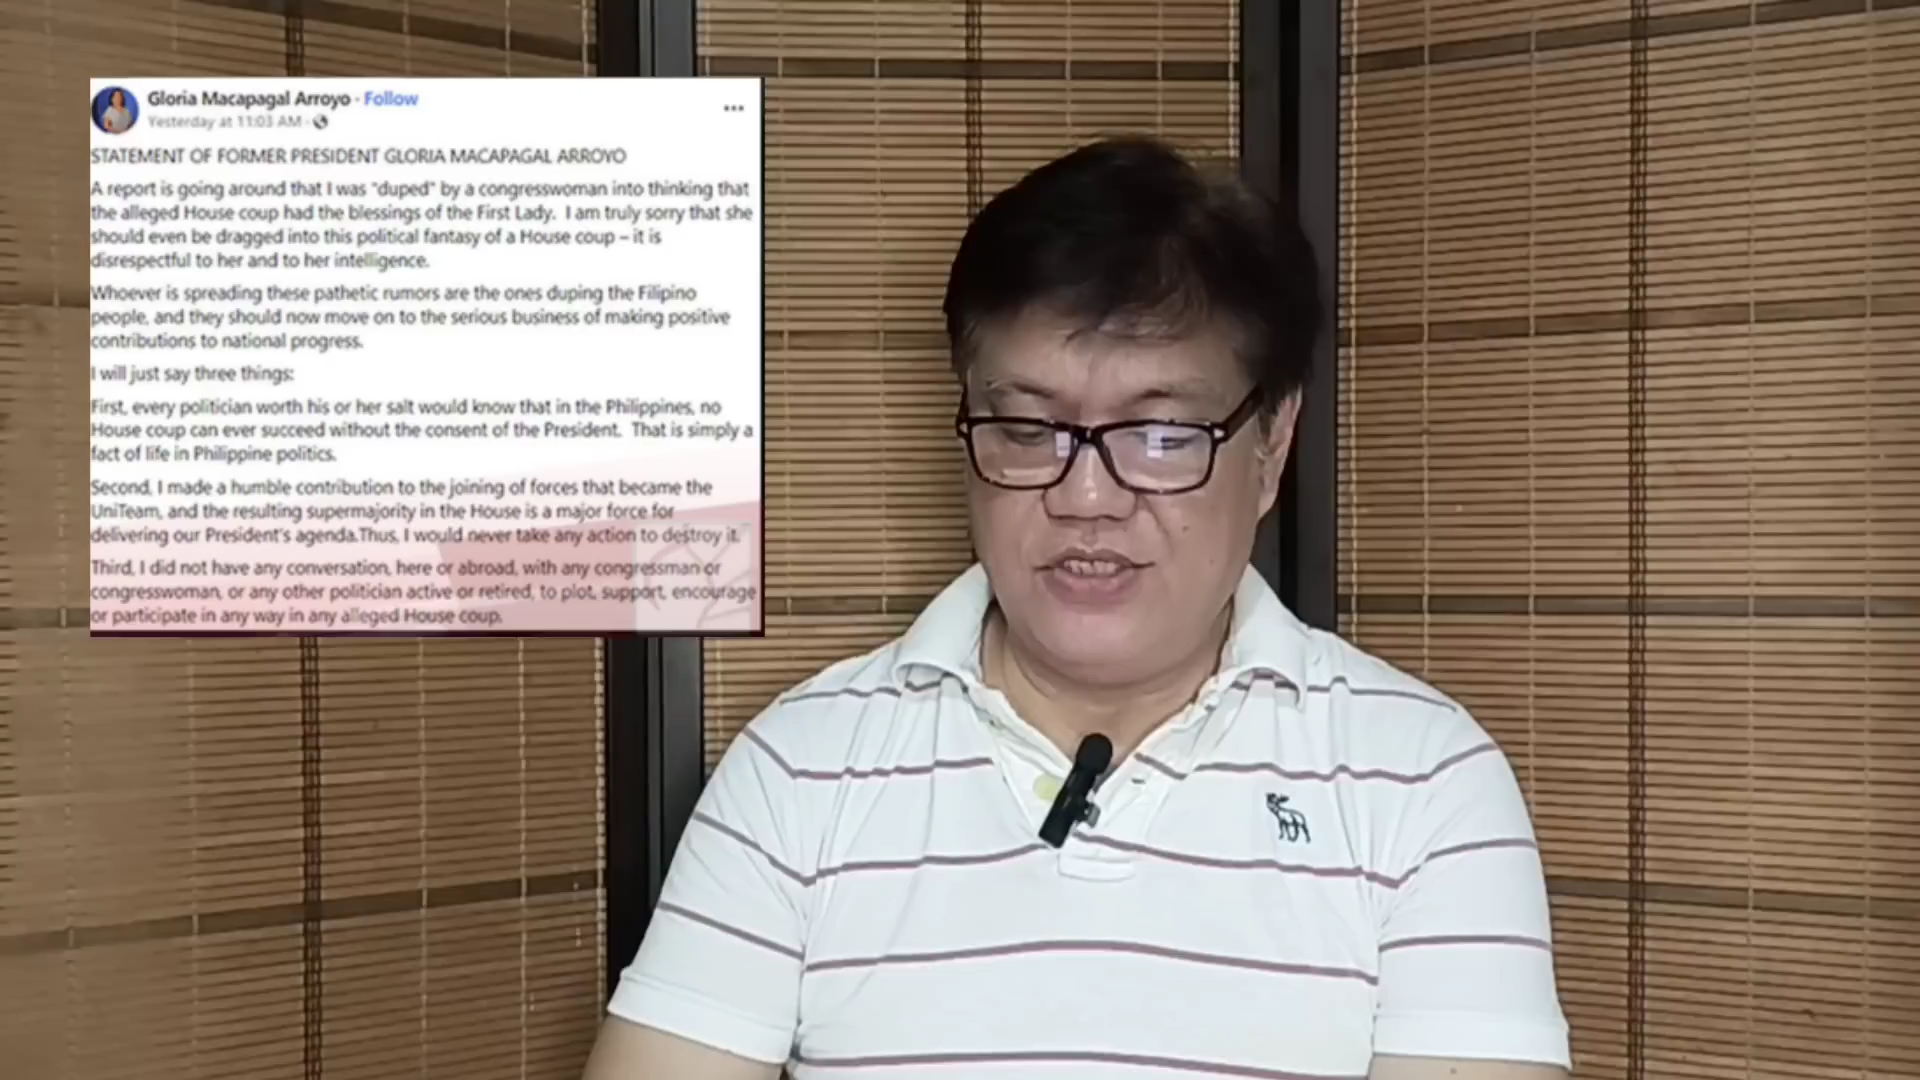 Gloria Macapagal Arroyo · Follow
Yesterday at 11:03 AM ·
STATEMENT OF FORMER PRESIDENT GLORIA MACAPAGAL ARROYO
A report is going around that I was "duped" by a congresswoman into thinking that
the alleged House coup had the blessings of the First Lady. I am truly sorry that she
should even be dragged into this political fantasy of a House coup – it is
disrespectful to her and to her intelligence.
Whoever is spreading these pathetic rumors are the ones duping the Filipino
people, and they should now move on to the serious business of making positive
contributions to national progress.
I will just say three things:
First, every politician worth his or her salt would know that in the Philippines, no
House coup can ever succeed without the consent of the President. That is simply a
fact of life in Philippine politics.
Second, I made a humble contribution to the joining of forces that became the
UniTeam, and the resulting supermajority in the House is a major force for
delivering our President's agenda.Thus, I would never take any action to destroy it.
Third, I did not have any conversation, here or abroad, with any congressman or
congresswoman, or any other politician active or retired, to plot, support, encourage
or participate in any way in any alleged House coup.